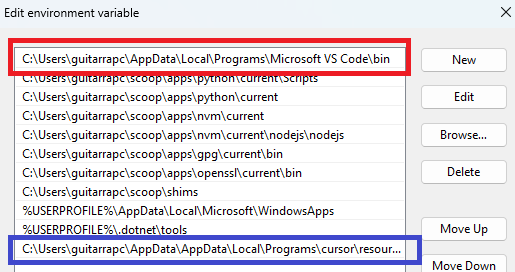 Edit environment variable
C:\Users\guitarrapc\AppData\Local\Programs\Microsoft VS Code\bin
C:\Users\guitarrapc\scoop\apps\python\current\Scripts
C:\Users\guitarrapc\scoop\apps\python\current
C:\Users\guitarrapc\scoop\apps\nvm\current
C:\Users\guitarrapc\scoop\apps\nvm\current\nodejs\nodejs
C:\Users\guitarrapc\scoop\apps\gpg\current\bin
C:\Users\guitarrapc\scoop\apps\openssl\current\bin
C:\Users\guitarrapc\scoop\shims
%USERPROFILE%\AppData\Local\Microsoft\WindowsApps
%USERPROFILE%\.dotnet\tools
C:\Users\guitarrapc\AppData\AppData\Local\Programs\cursor\resour...
New
Edit
Browse...
Delete
Move Up
Move Down